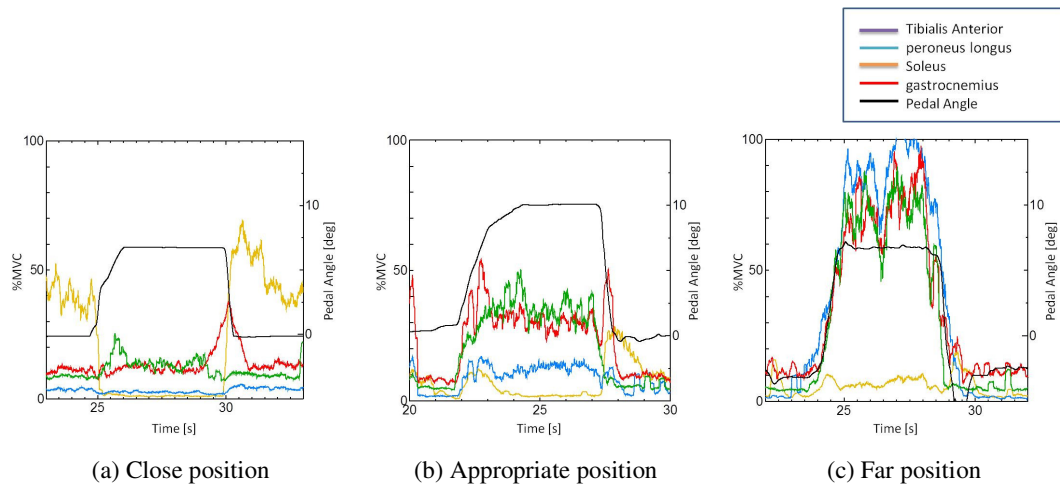 Tibialis Anterior
peroneus longus
Soleus
gastrocnemius
Pedal Angle
100
50
0
%MVC
25
30
Time [s]
10
0
Pedal Angle [deg]
(a) Close position
100
50
0
%MVC
20
25
30
Time [s]
10
0
Pedal Angle [deg]
(b) Appropriate position
100
50
0
%MVC
25
30
Time [s]
10
0
Pedal Angle [deg]
(c) Far position